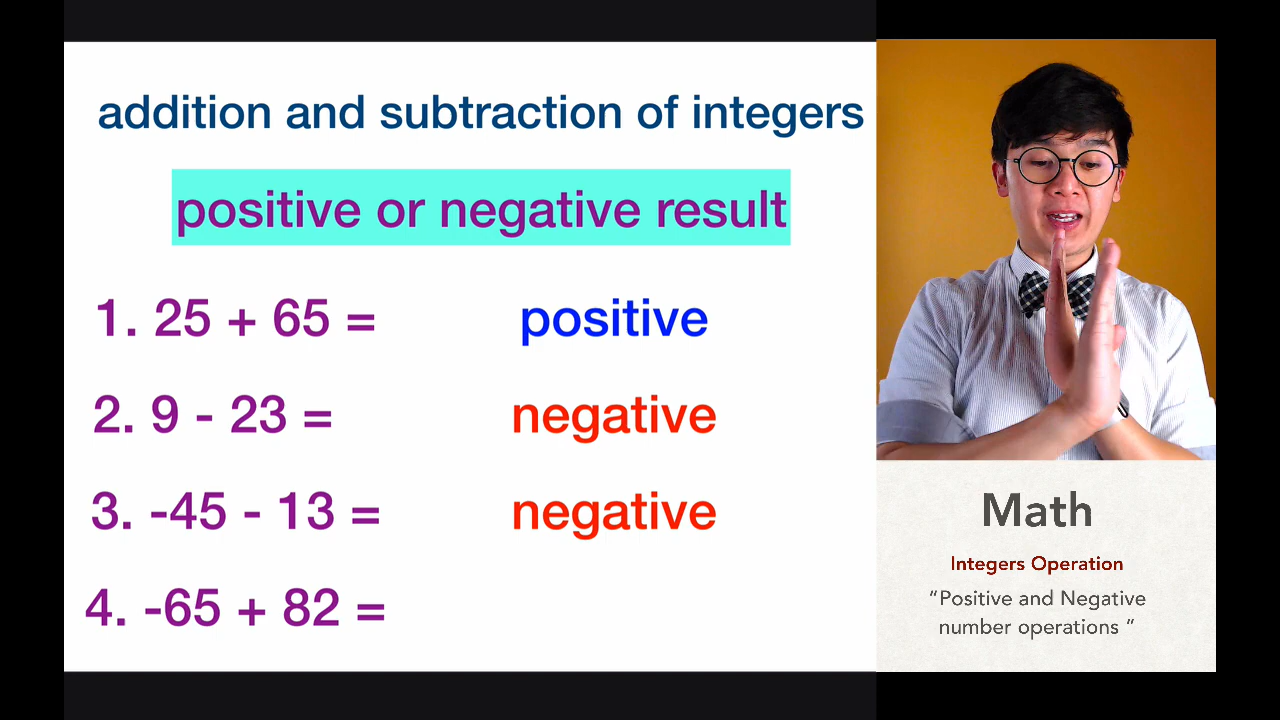 addition and subtraction of integers
positive or negative result
1. 25 + 65 = positive
2. 9 - 23 = negative
3. -45 - 13 = negative
4. -65 + 82 =
Math
Integers Operation
“Positive and Negative
number operations ”